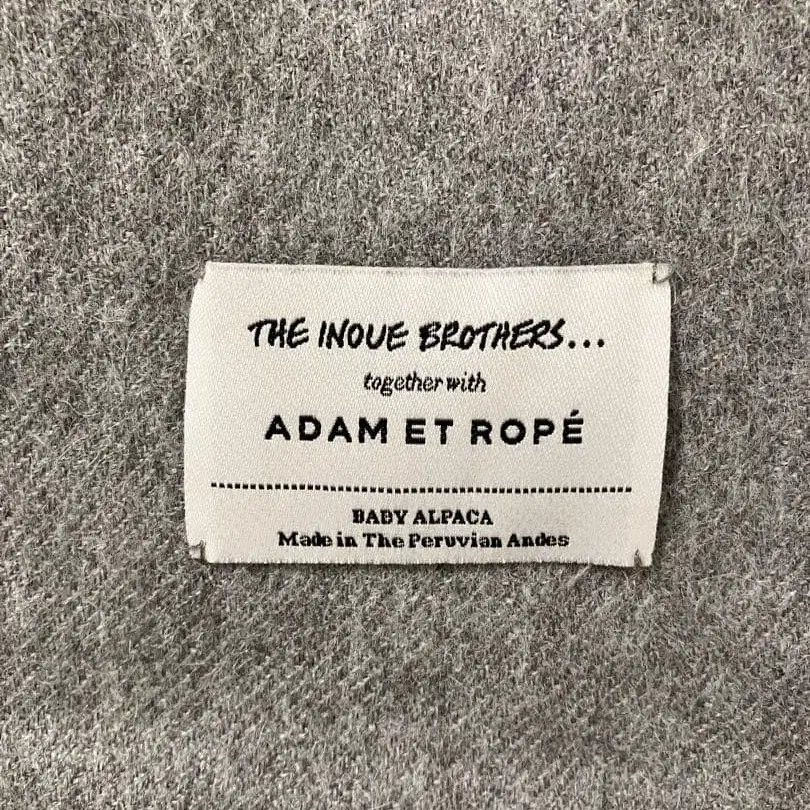 THE INOUE BROTHERS...
together with
ADAM ET ROPÉ
BABY ALPACA
Made in The Peruvian Andes